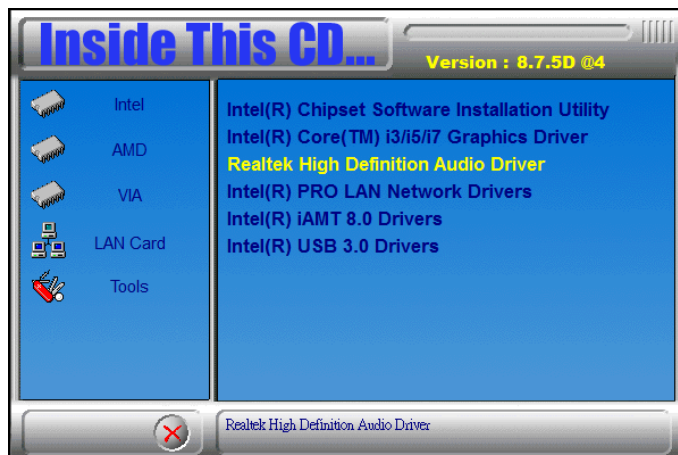 Inside This CD...
Version : 8.7.5D @4
Intel
AMD
VIA
LAN Card
Tools
Intel(R) Chipset Software Installation Utility
Intel(R) Core(TM) i3/i5/i7 Graphics Driver
Realtek High Definition Audio Driver
Intel(R) PRO LAN Network Drivers
Intel(R) iAMT 8.0 Drivers
Intel(R) USB 3.0 Drivers
Realtek High Definition Audio Driver